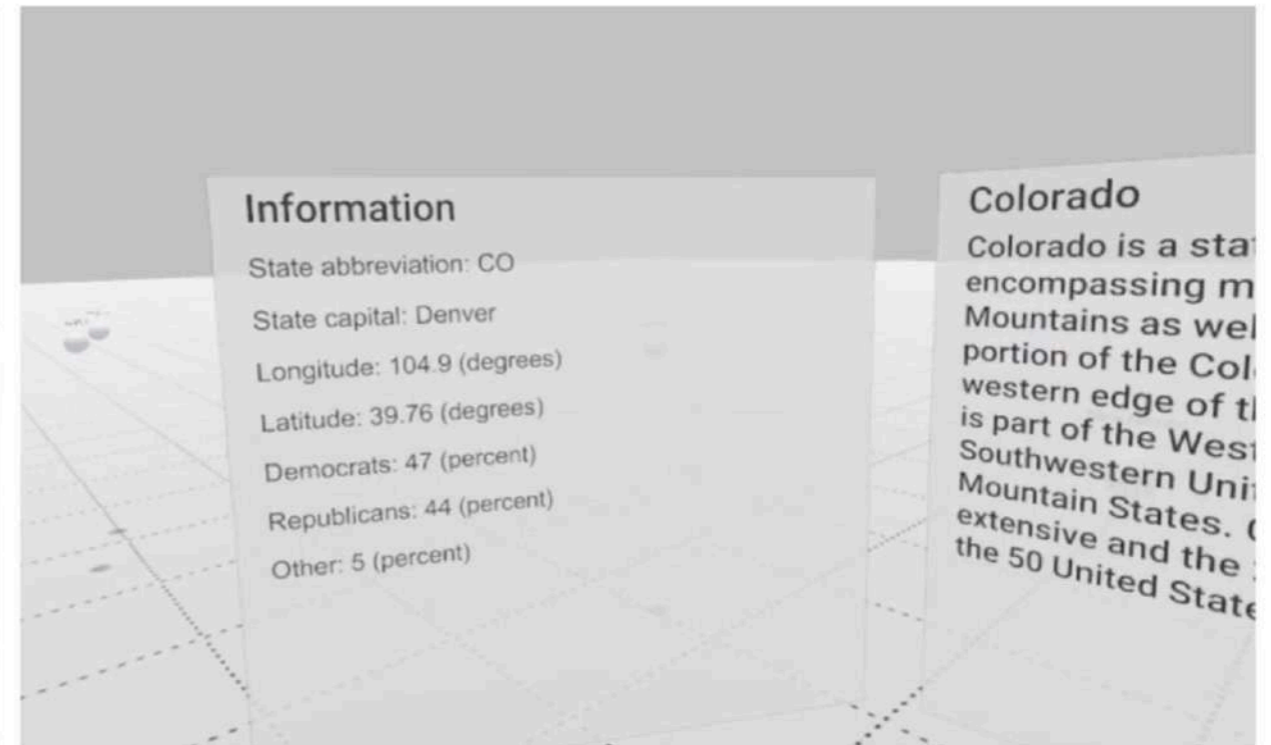 Information
State abbreviation: CO
State capital: Denver
Longitude: 104.9 (degrees)
Latitude: 39.76 (degrees)
Democrats: 47 (percent)
Republicans: 44 (percent)
Other: 5 (percent)
Colorado
Colorado is a sta
encompassing m
Mountains as wel
portion of the Col
western edge of t
is part of the West
Southwestern Uni
Mountain States.
extensive and the
the 50 United State